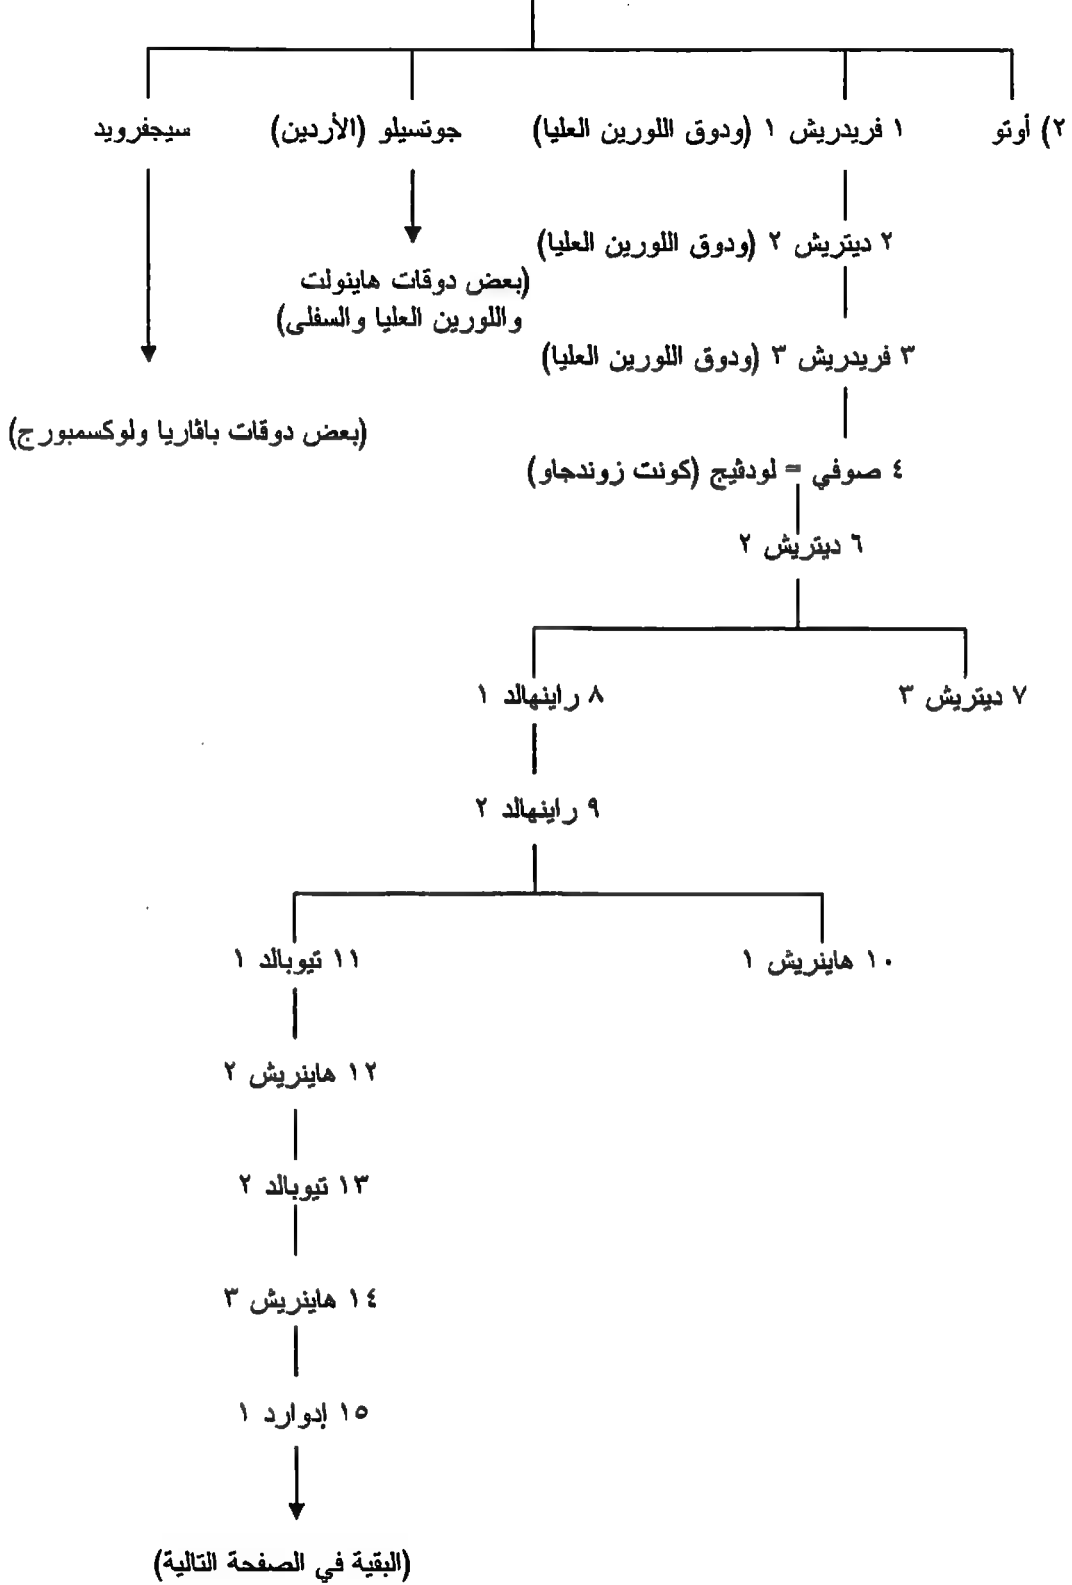 ٢) أوتو
١ فريدريش ١ (ودوق اللورين العليا)
جوتسيلو (الأردين)
سيجفرويد
٢ ديتريش ٢ (ودوق اللورين العليا)
(بعض دوقات هاينولت
واللورين العليا والسفلى)
٣ فريدريش ٣ (ودوق اللورين العليا)
(بعض دوقات باڤاريا ولوكسمبورج)
٤ صوفي = لودڤيج (كونت زوندجاو)
٦ ديتريش ٢
٧ ديتريش ٣
٨ راينهالد ١
٩ راينهالد ٢
١٠ هاينريش ١
١١ تيوبالد ١
١٢ هاينريش ٢
١٣ تيوبالد ٢
١٤ هاينريش ٣
١٥ إدوارد ١
(البقية في الصفحة التالية)